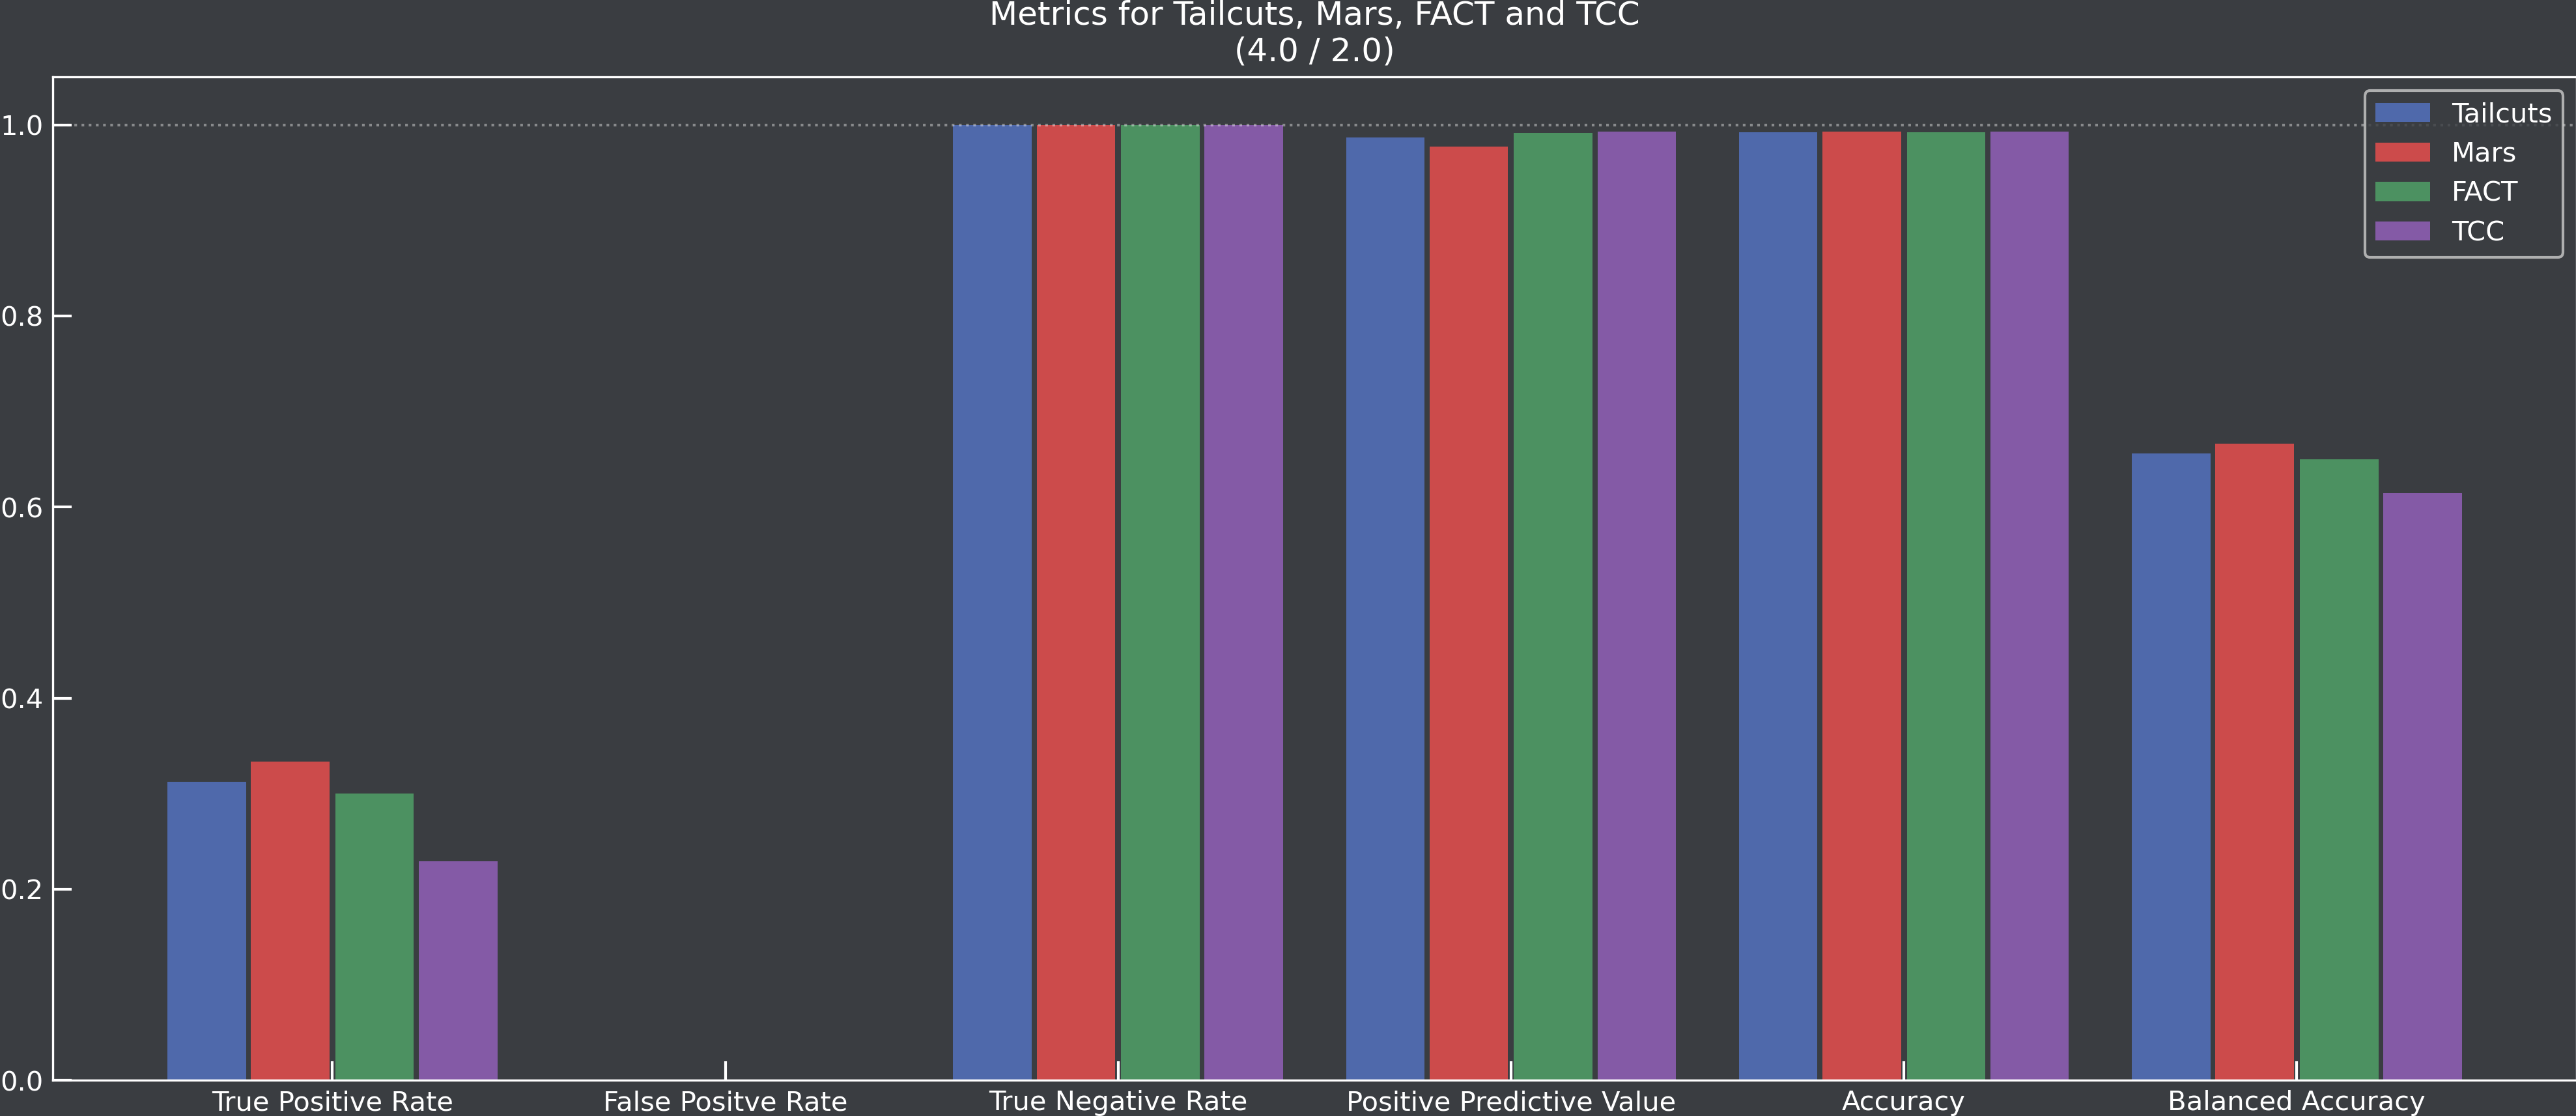 Metrics for Tailcuts, Mars, FACT and TCC
(4.0 / 2.0)
1.0
0.8
0.6
0.4
0.2
0.0
Tailcuts
Mars
FACT
TCC
True Positive Rate
False Positve Rate
True Negative Rate
Positive Predictive Value
Accuracy
Balanced Accuracy